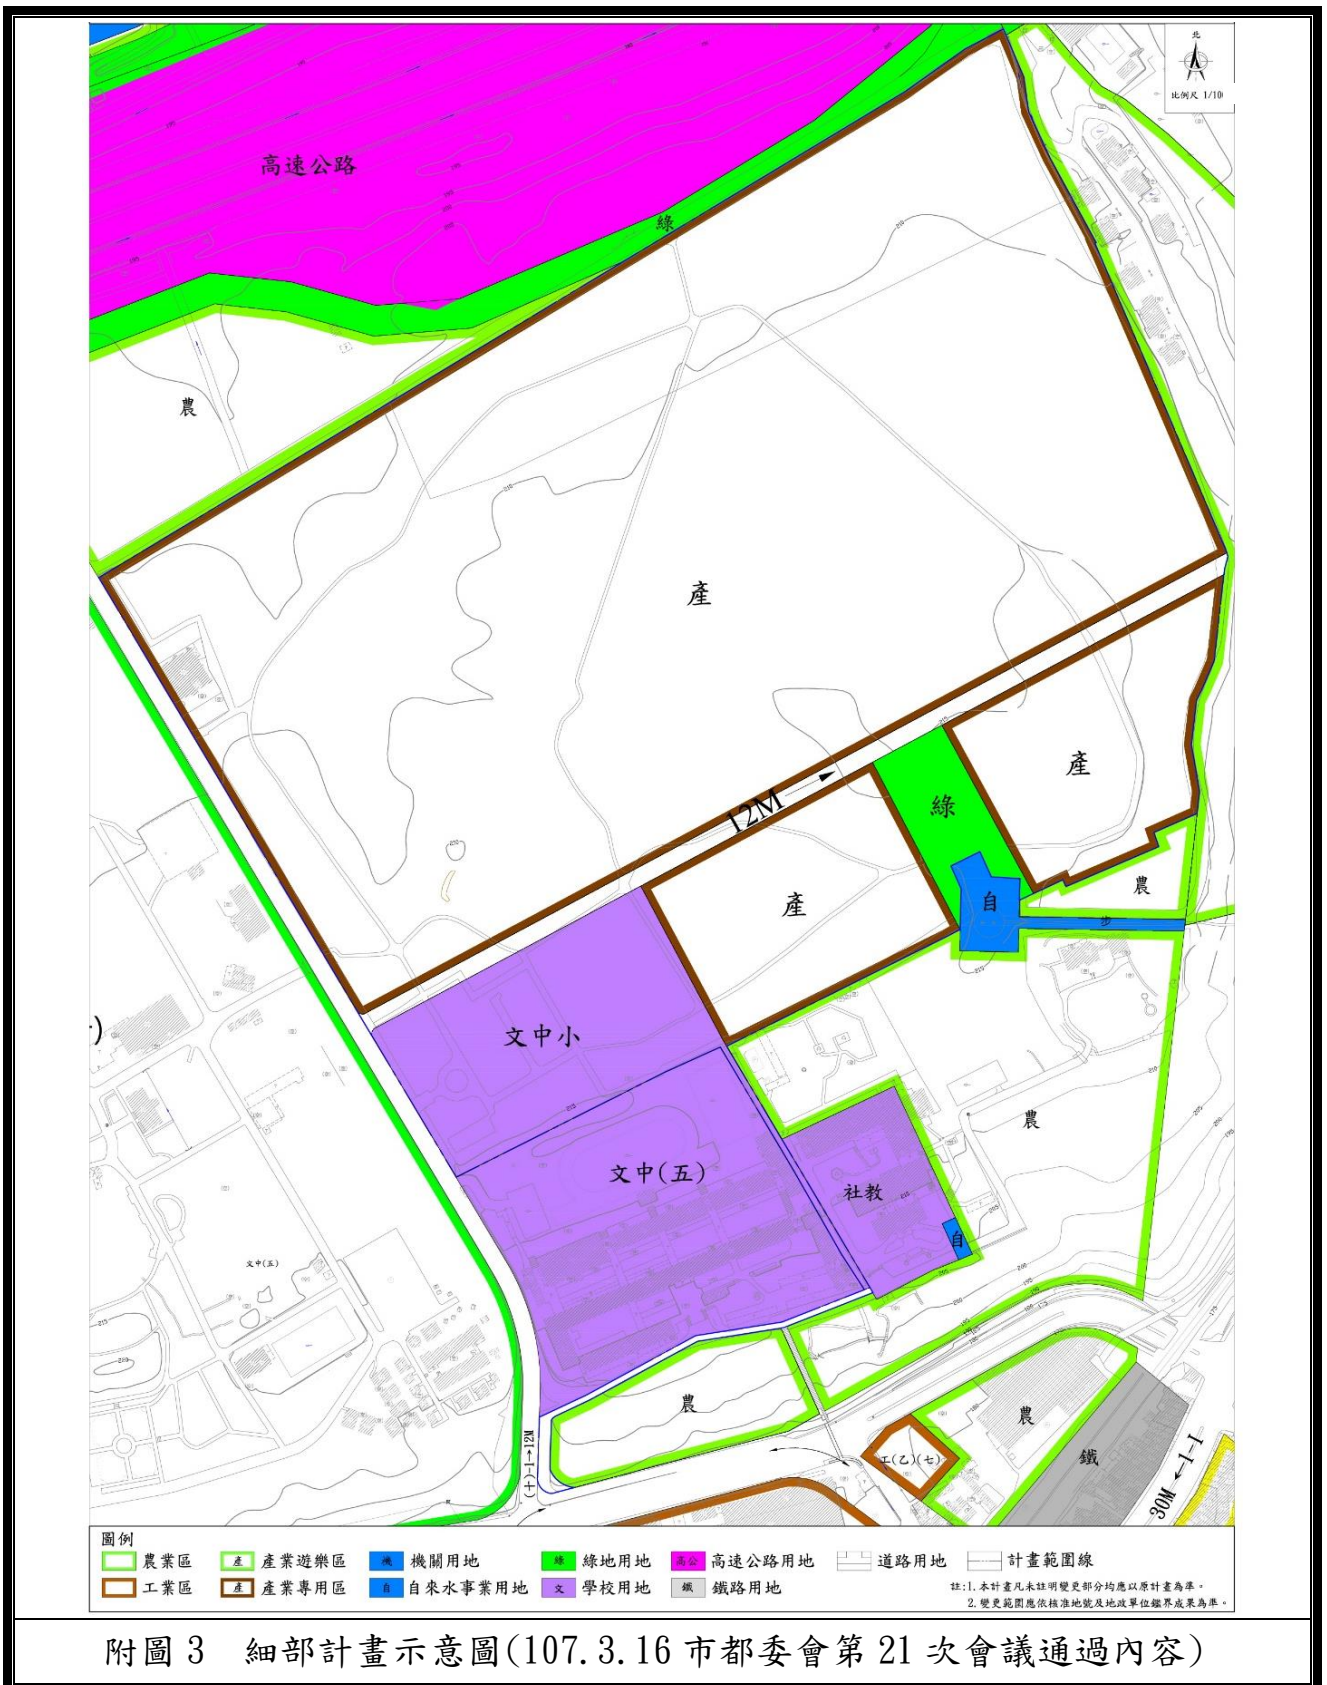 北
比例尺 1/10
高速公路
綠
農
產
12M
產
綠
產
自
農
步
文中小
文中(五)
社教
自
農
文中(五)
農
農
工(乙)(七)
鐵
12M←I-(十)
30M←I-I
圖例
農業區
產 產業遊樂區
機 機關用地
綠 綠地用地
高公 高速公路用地
道路用地
計畫範圍線
工業區
產 產業專用區
自 自來水事業用地
文 學校用地
鐵 鐵路用地
註:1.本計畫凡未註明變更部分均應以原計畫為準。
2.變更範圍應依核准地號及地政單位鑑界成果為準。
附圖 3 細部計畫示意圖(107.3.16 市都委會第 21 次會議通過內容)